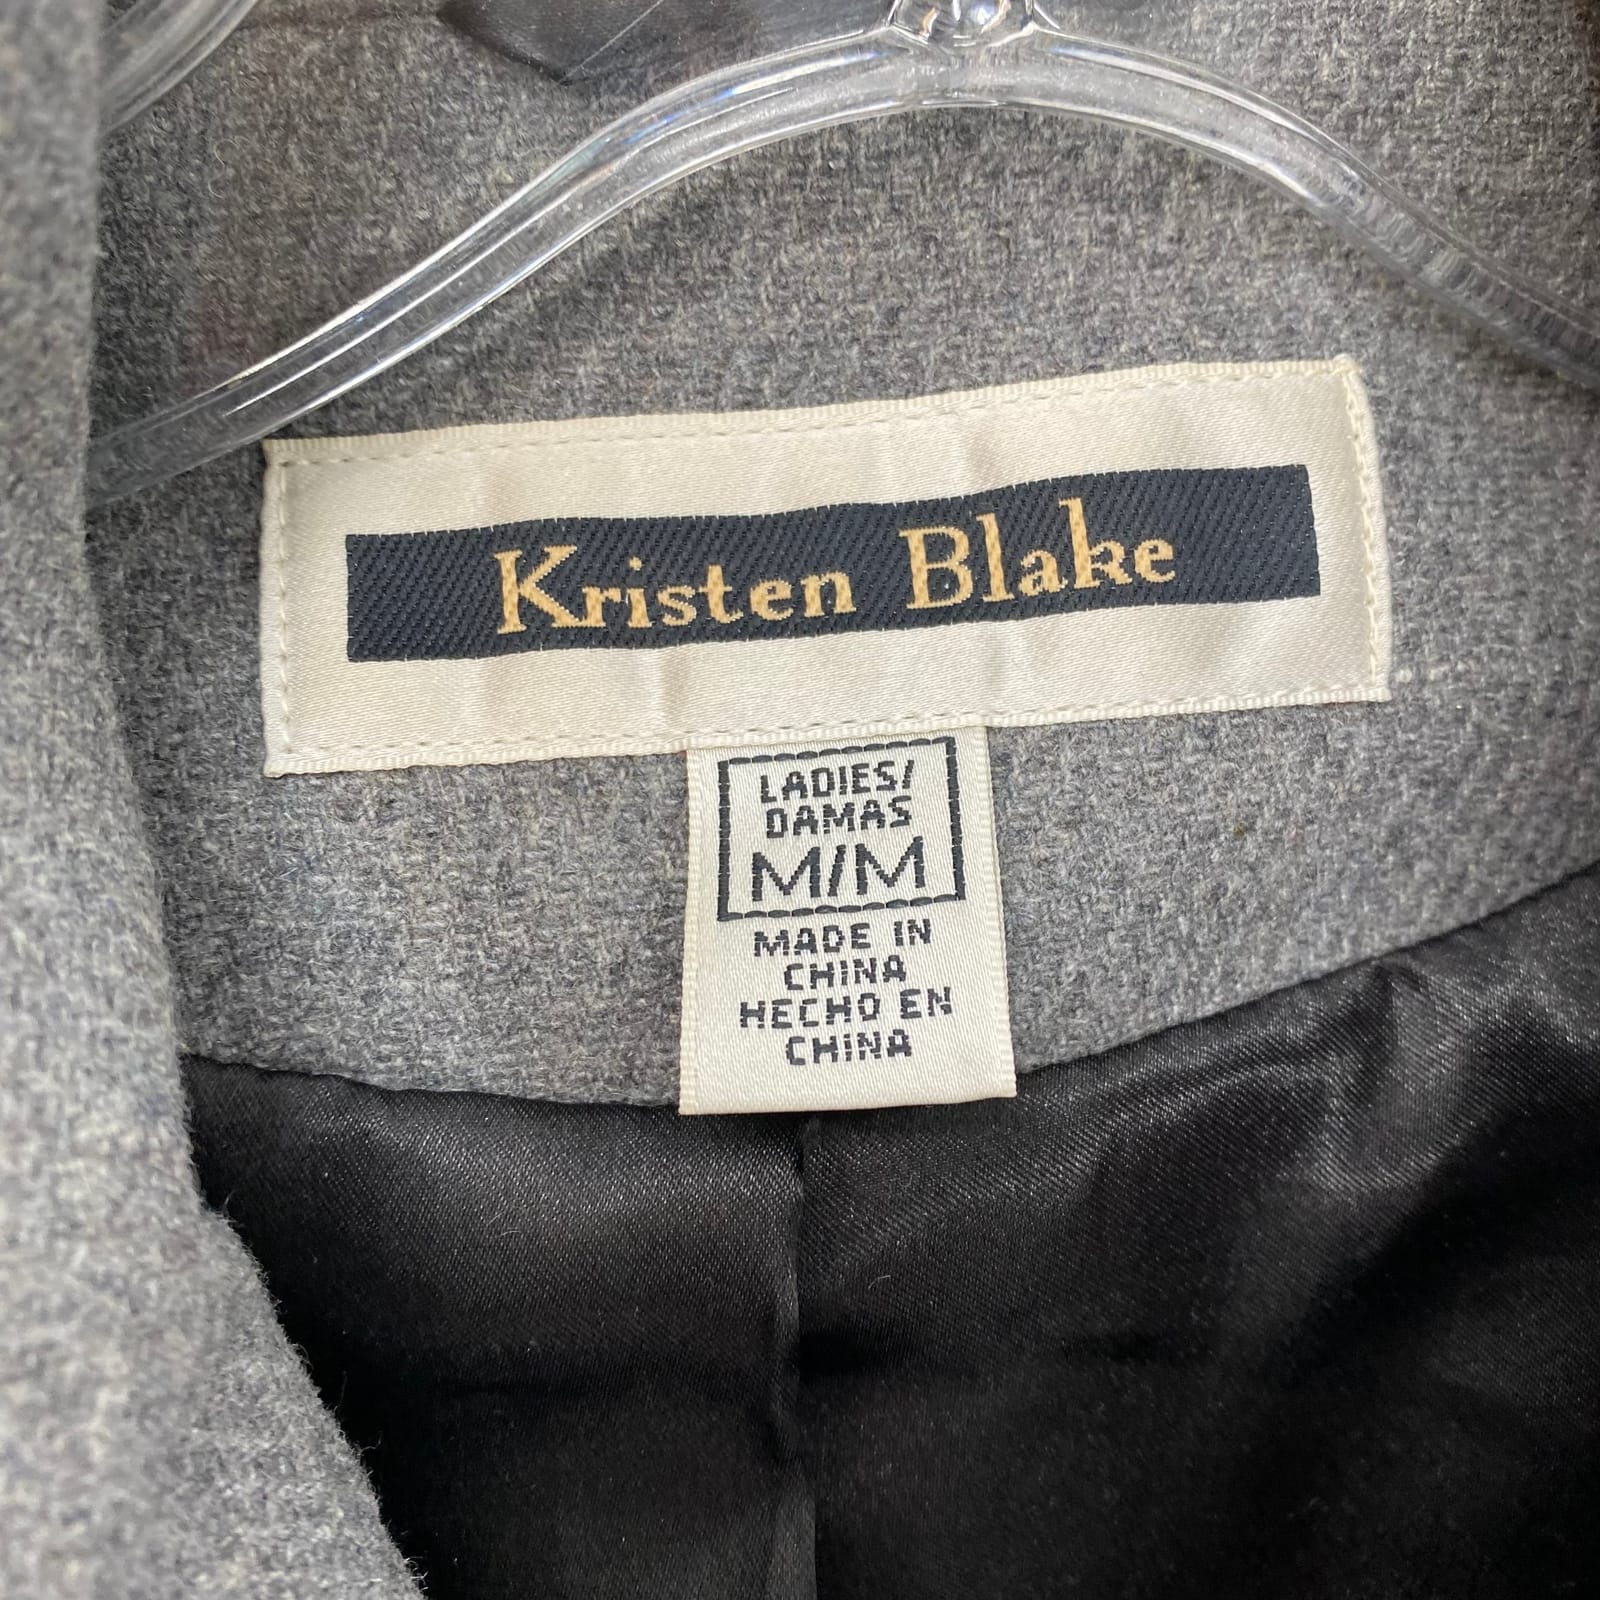 Kristen Blake
LADIES/
DAMAS
M/M
MADE IN
CHINA
HECHO EN
CHINA